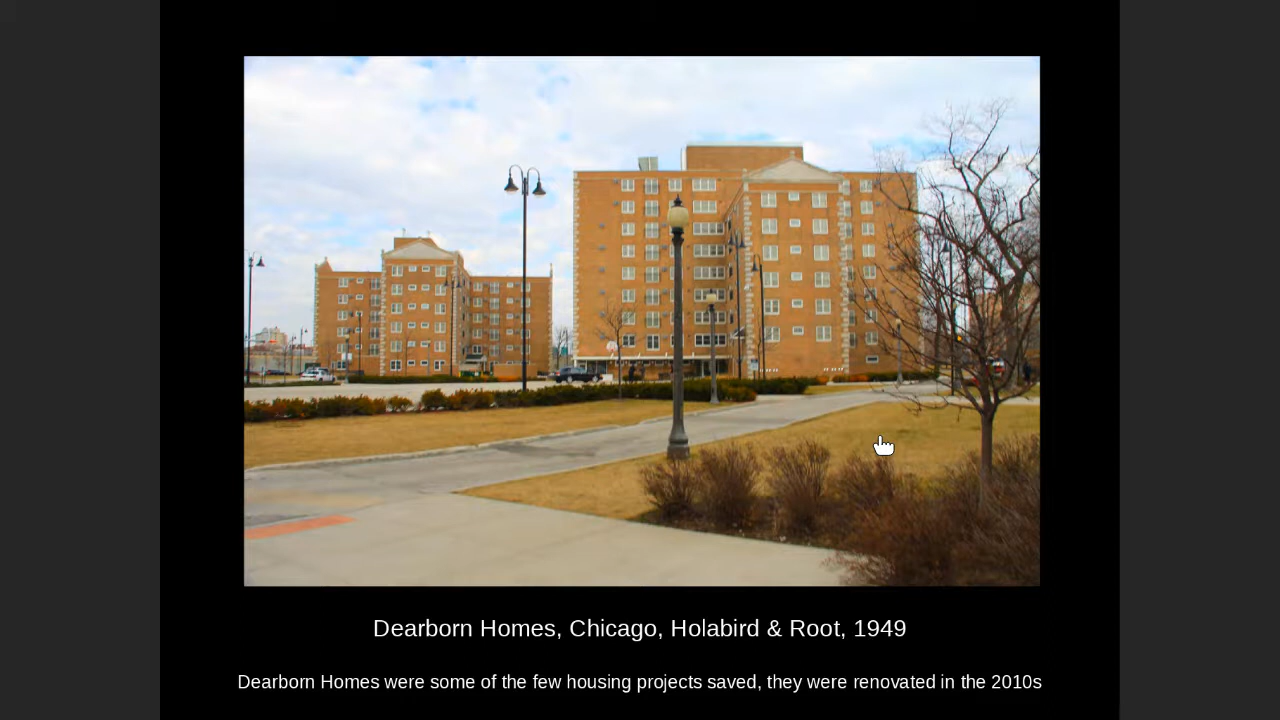 Dearborn Homes, Chicago, Holabird & Root, 1949
Dearborn Homes were some of the few housing projects saved, they were renovated in the 2010s